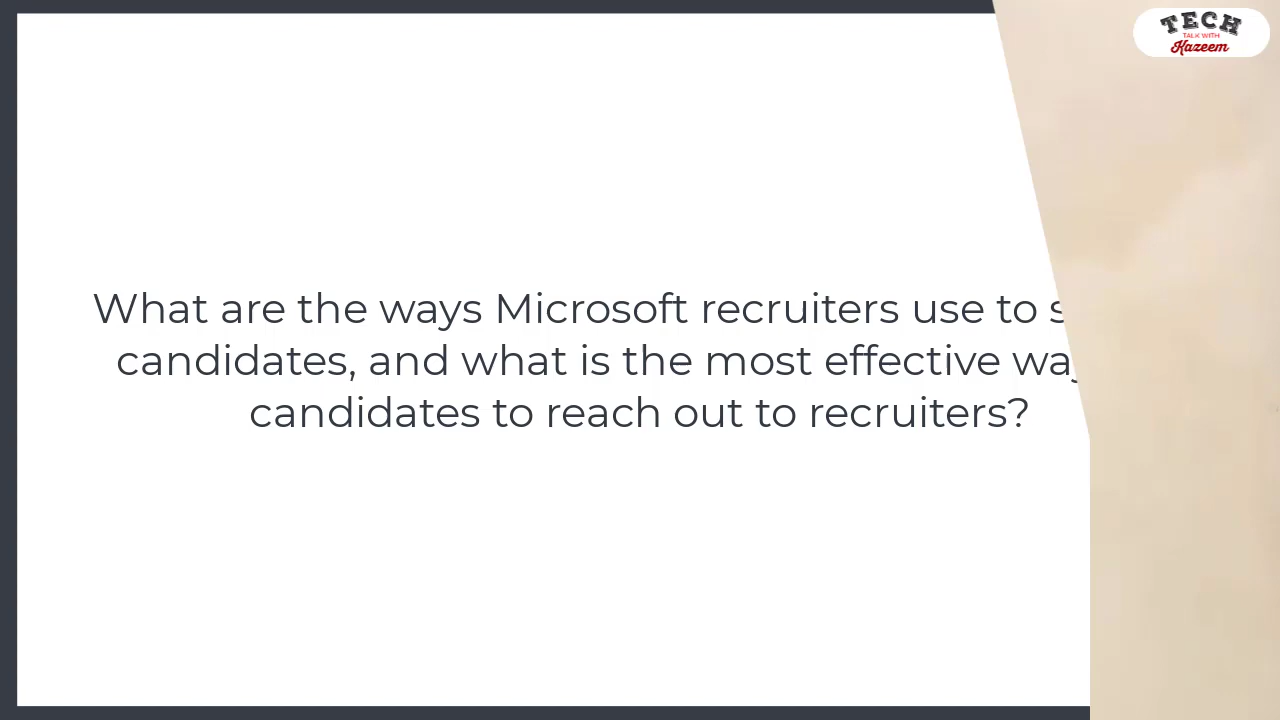 TECH
TALK WITH
Kazeem
What are the ways Microsoft recruiters use to
candidates, and what is the most effective
candidates to reach out to recruiters?